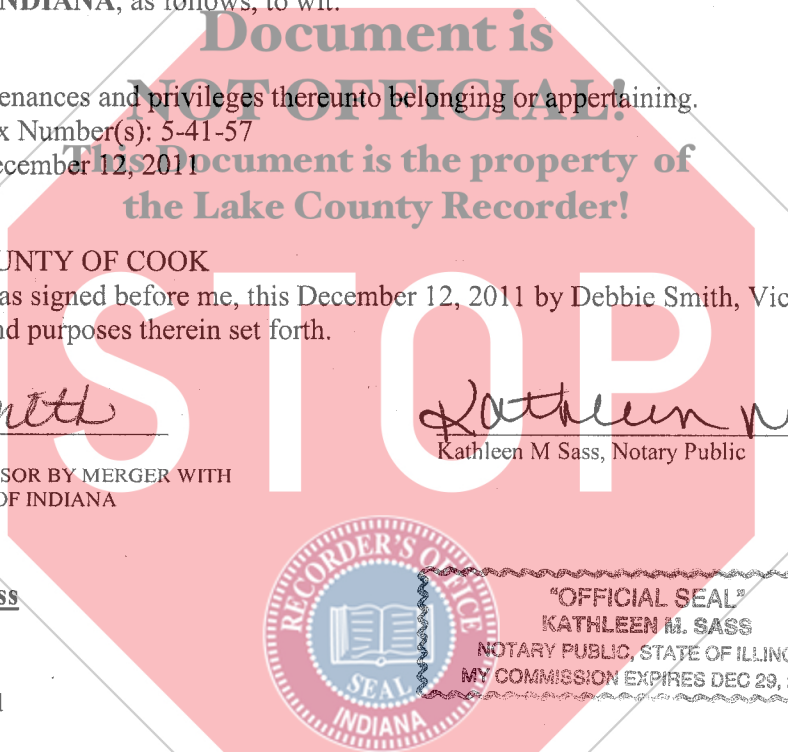 INDIANA, as follows, to wit:
Document is
NOT OFFICIAL!
enances and privileges thereunto belonging or appertaining.
x Number(s): 5-41-57
ecember 12, 2011
This Document is the property of
the Lake County Recorder!
UNTY OF COOK
as signed before me, this December 12, 2011 by Debbie Smith, Vic
nd purposes therein set forth.
STOP
mith
Kathleen M
Kathleen M Sass, Notary Public
SOR BY MERGER WITH
OF INDIANA
RECORDER'S OFFICE
SEAL
INDIANA
ss
"OFFICIAL SEAL"
KATHLEEN M. SASS
NOTARY PUBLIC, STATE OF ILLINO
MY COMMISSION EXPIRES DEC 29,